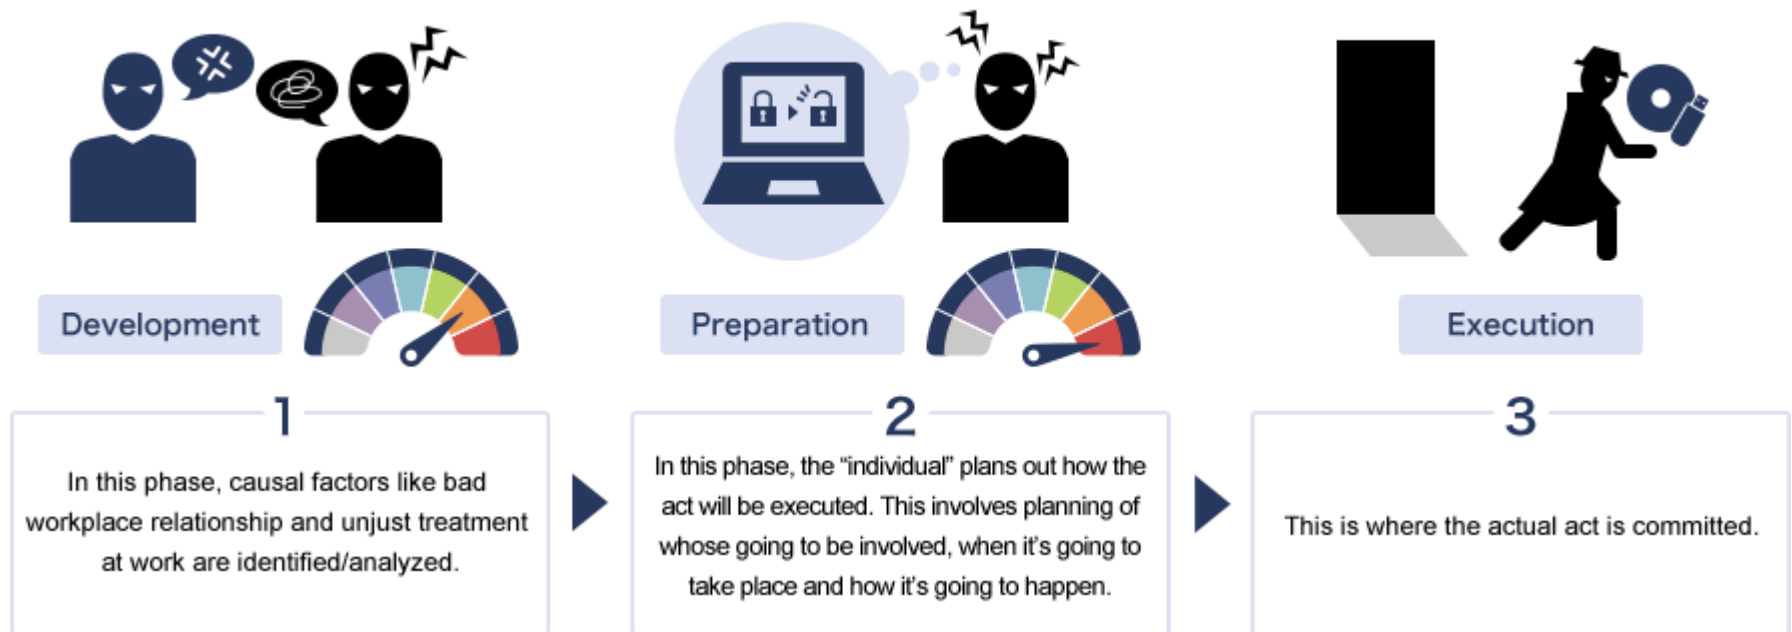 Development
Preparation
Execution
1
In this phase, causal factors like bad
workplace relationship and unjust treatment
at work are identified/analyzed.
2
In this phase, the “individual” plans out how the
act will be executed. This involves planning of
whose going to be involved, when it’s going to
take place and how it’s going to happen.
3
This is where the actual act is committed.